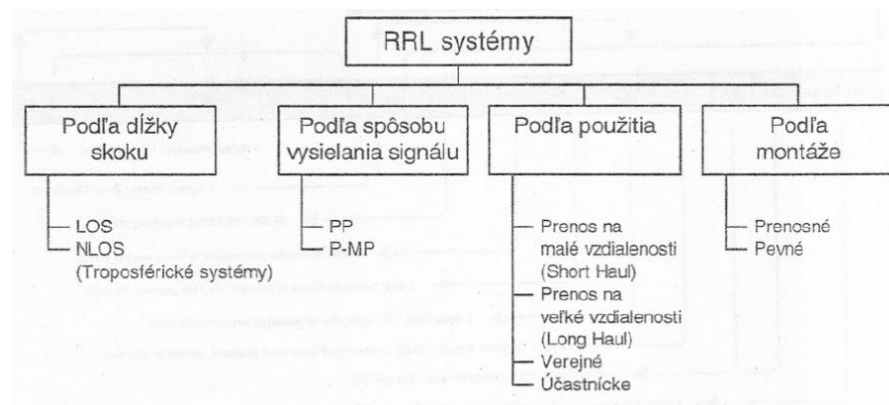 RRL systémy
Podľa dĺžky
skoku
LOS
NLOS
(Troposférické systémy)
Podľa spôsobu
vysielania signálu
PP
P-MP
Podľa použitia
Prenos na
malé vzdialenosti
(Short Haul)
Prenos na
veľké vzdialenosti
(Long Haul)
Verejné
Účastnícke
Podľa
montáže
Prenosné
Pevné